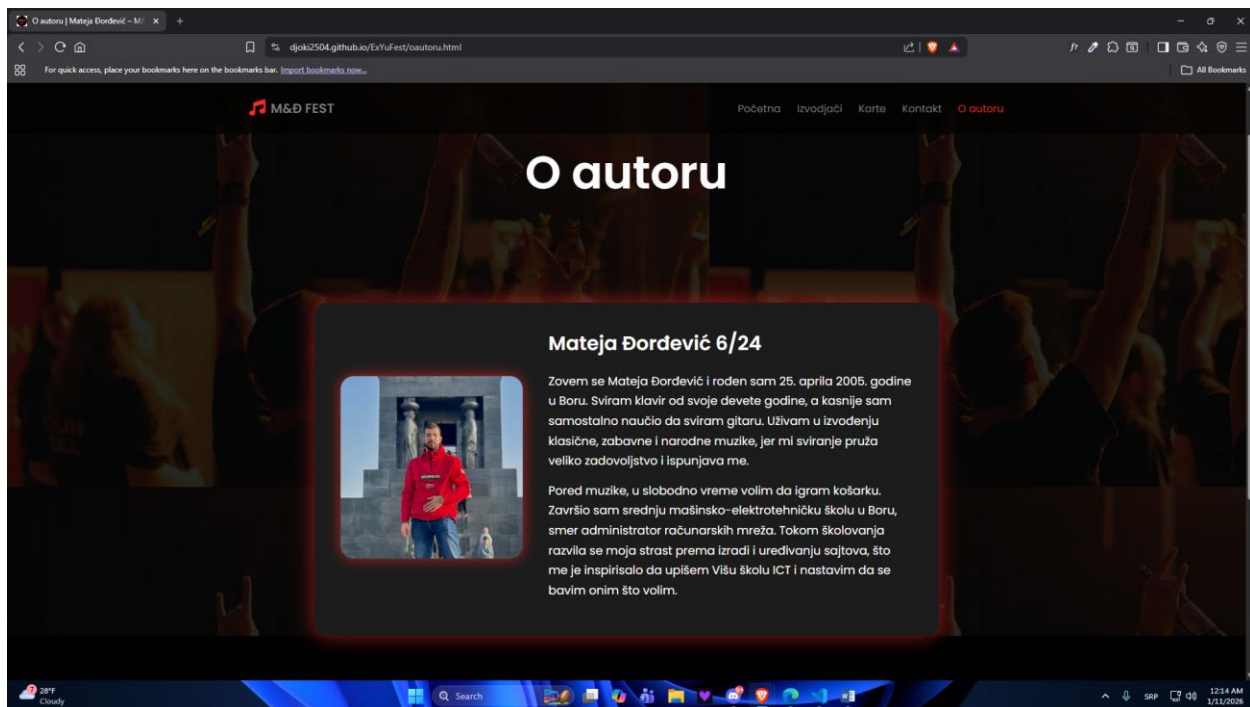 O autoru | Mateja Đorđević – M&
djoki2504.github.io/ExYuFest/oautoru.html
For quick access, place your bookmarks here on the bookmarks bar. Import bookmarks now...
All Bookmarks
M&Đ FEST
Početna Izvodjači Karte Kontakt O autoru
O autoru
Mateja Đorđević 6/24
Zovem se Mateja Đorđević i rođen sam 25. aprila 2005. godine
u Boru. Sviram klavir od svoje devete godine, a kasnije sam
samostalno naučio da sviram gitaru. Uživam u izvođenju
klasične, zabavne i narodne muzike, jer mi sviranje pruža
veliko zadovoljstvo i ispunjava me.
Pored muzike, u slobodno vreme volim da igram košarku.
Završio sam srednju mašinsko-elektrotehničku školu u Boru,
smer administrator računarskih mreža. Tokom školovanja
razvila se moja strast prema izradi i uređivanju sajtova, što
me je inspirisalo da upišem Višu školu ICT i nastavim da se
bavim onim što volim.
28°F
Cloudy
Search
SRP
12:14 AM
1/11/2026